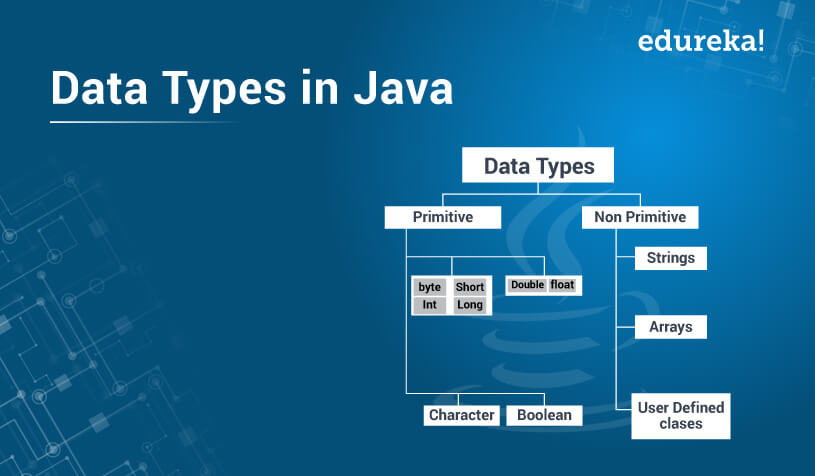 edureka!
Data Types in Java
Data Types
Primitive
Non Primitive
Strings
byte
Short
Int
Long
Double
float
Arrays
Character
Boolean
User Defined
clases